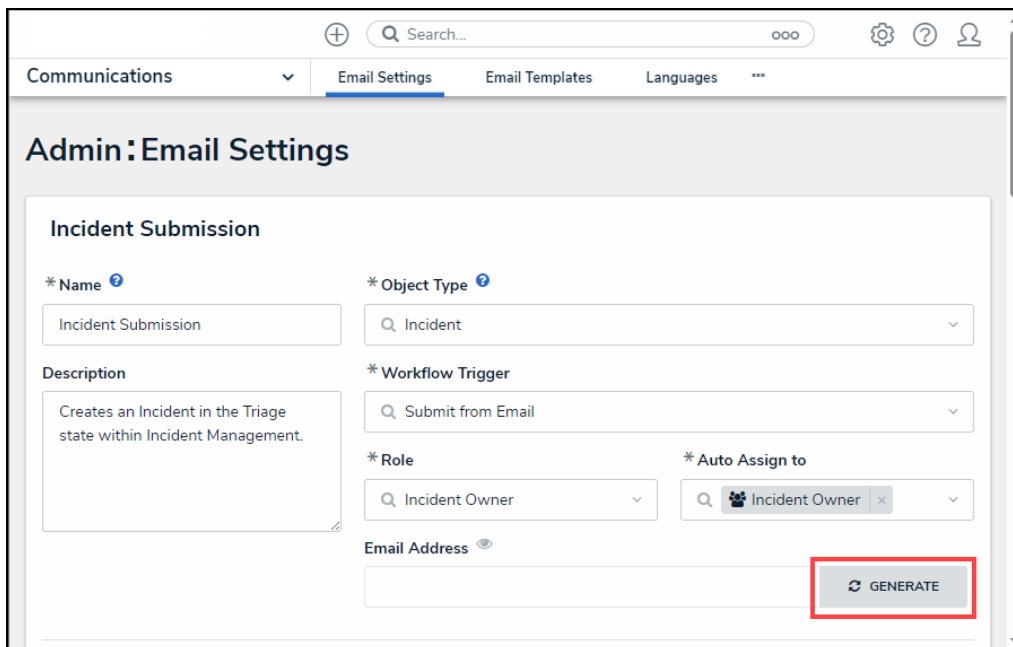 Search...
Communications
Email Settings
Email Templates
Languages
Admin:Email Settings
Incident Submission
*Name
*Object Type
Incident Submission
Incident
Description
*Workflow Trigger
Creates an Incident in the Triage
state within Incident Management.
Submit from Email
*Role
*Auto Assign to
Incident Owner
Incident Owner ×
Email Address
GENERATE